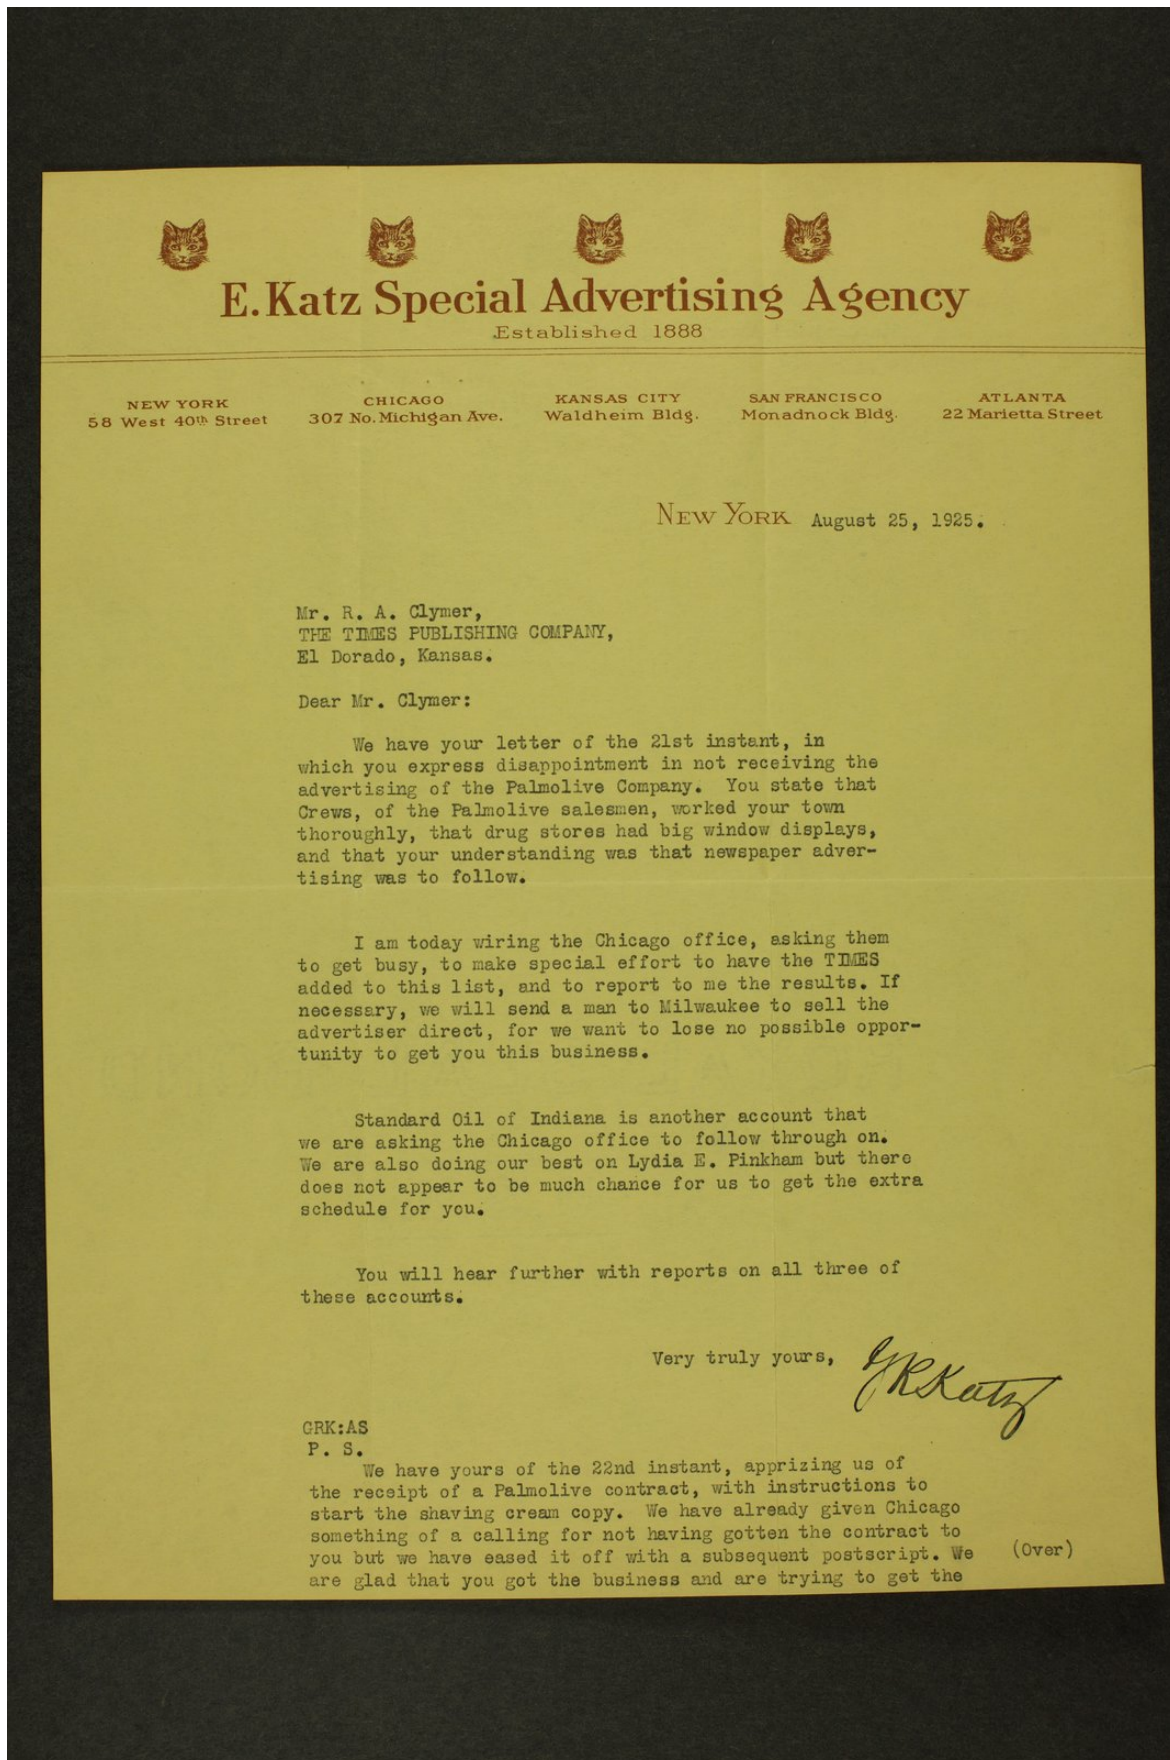 E. Katz Special Advertising Agency
Established 1888
NEW YORK
58 West 40th Street
CHICAGO
307 No. Michigan Ave.
KANSAS CITY
Waldheim Bldg.
SAN FRANCISCO
Monadnock Bldg.
ATLANTA
22 Marietta Street
NEW YORK August 25, 1925.
Mr. R. A. Clymer,
THE TIMES PUBLISHING COMPANY,
El Dorado, Kansas.
Dear Mr. Clymer:
We have your letter of the 21st instant, in
which you express disappointment in not receiving the
advertising of the Palmolive Company. You state that
Crews, of the Palmolive salesmen, worked your town
thoroughly, that drug stores had big window displays,
and that your understanding was that newspaper adver-
tising was to follow.
I am today wiring the Chicago office, asking them
to get busy, to make special effort to have the TIMES
added to this list, and to report to me the results. If
necessary, we will send a man to Milwaukee to sell the
advertiser direct, for we want to lose no possible oppor-
tunity to get you this business.
Standard Oil of Indiana is another account that
we are asking the Chicago office to follow through on.
We are also doing our best on Lydia E. Pinkham but there
does not appear to be much chance for us to get the extra
schedule for you.
You will hear further with reports on all three of
these accounts.
Very truly yours, GRKatz
GRK:AS
P. S.
We have yours of the 22nd instant, apprizing us of
the receipt of a Palmolive contract, with instructions to
start the shaving cream copy. We have already given Chicago
something of a calling for not having gotten the contract to
you but we have eased it off with a subsequent postscript. We
are glad that you got the business and are trying to get the
(Over)